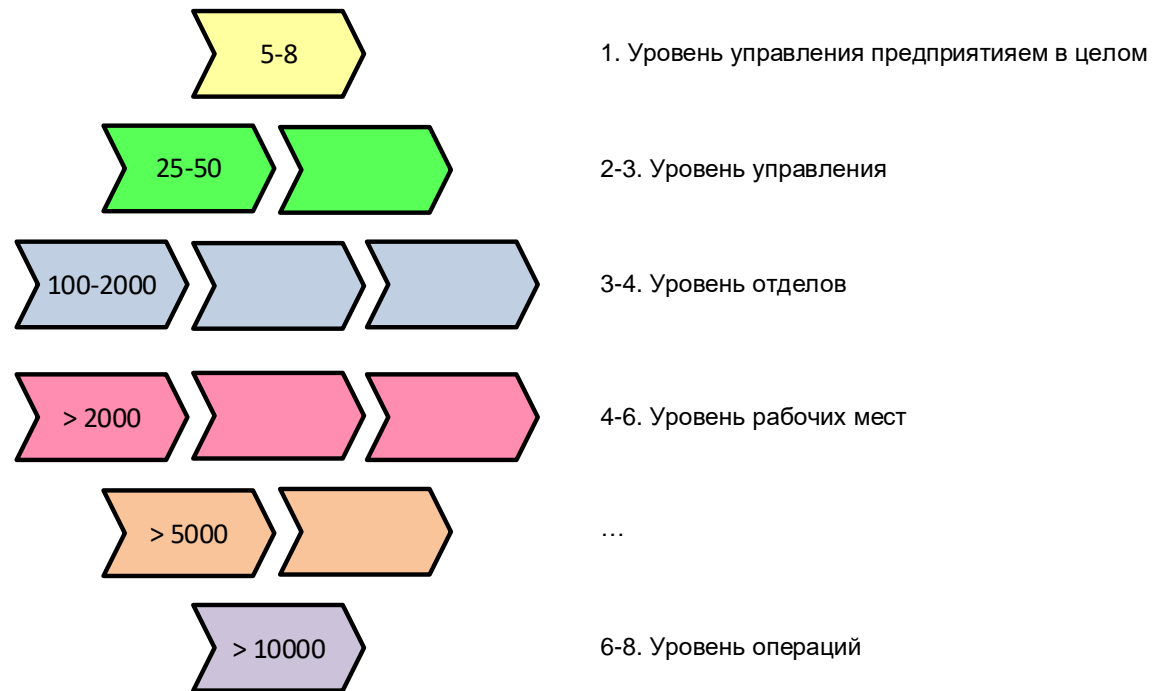 5-8
1. Уровень управления предприятияем в целом
25-50
2-3. Уровень управления
100-2000
3-4. Уровень отделов
> 2000
4-6. Уровень рабочих мест
> 5000
…
> 10000
6-8. Уровень операций